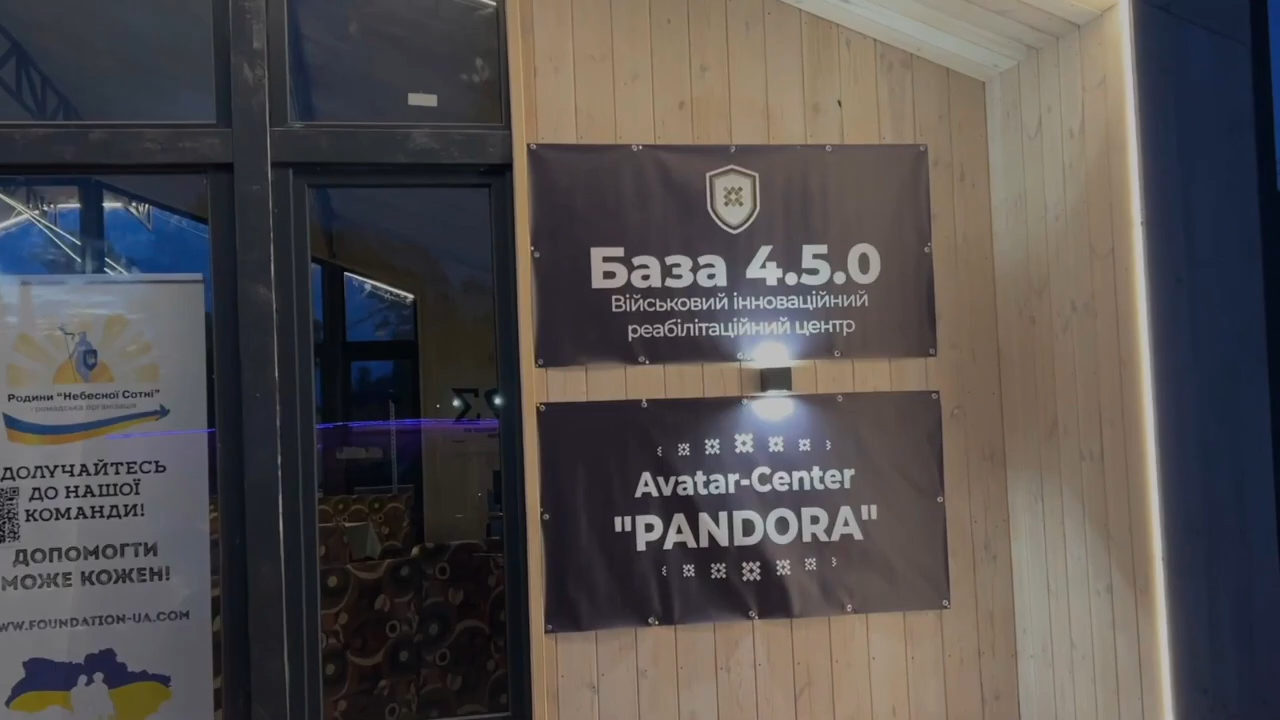 Родини "Небесної Сотні"
громадська організація
ДОЛУЧАЙТЕСЬ
ДО НАШОЇ
КОМАНДИ!
ДОПОМОГТИ
МОЖЕ КОЖЕН!
WWW.FOUNDATION-UA.COM
База 4.5.0
Військовий інноваційний
реабілітаційний центр
Avatar-Center
"PANDORA"